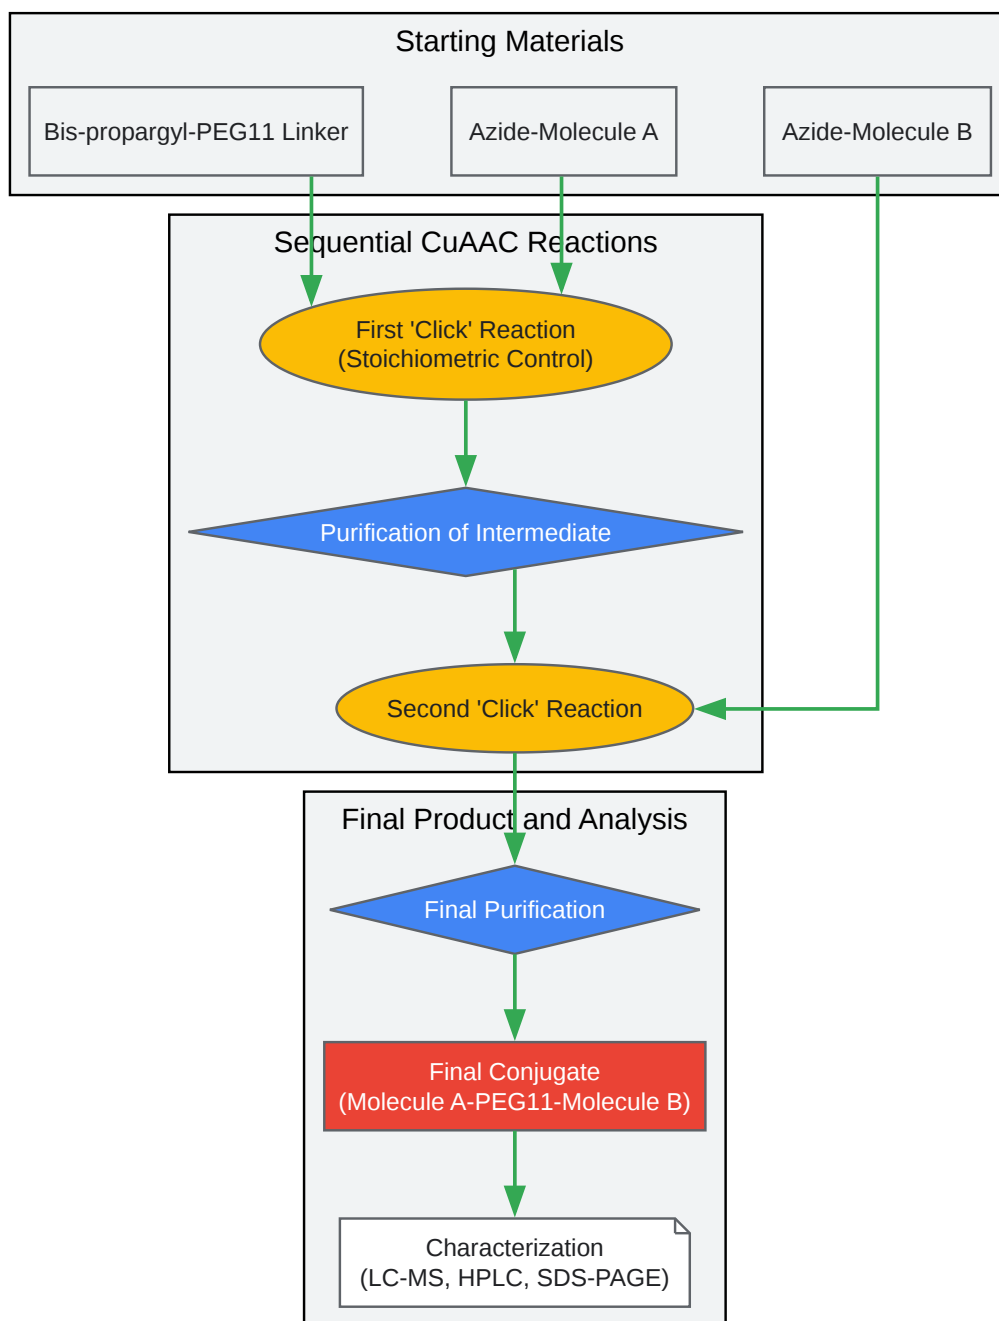 Starting Materials
Bis-propargyl-PEG11 Linker
Azide-Molecule A
Azide-Molecule B
Sequential CuAAC Reactions
First 'Click' Reaction
(Stoichiometric Control)
Purification of Intermediate
Second 'Click' Reaction
Final Product and Analysis
Final Purification
Final Conjugate
(Molecule A-PEG11-Molecule B)
Characterization
(LC-MS, HPLC, SDS-PAGE)